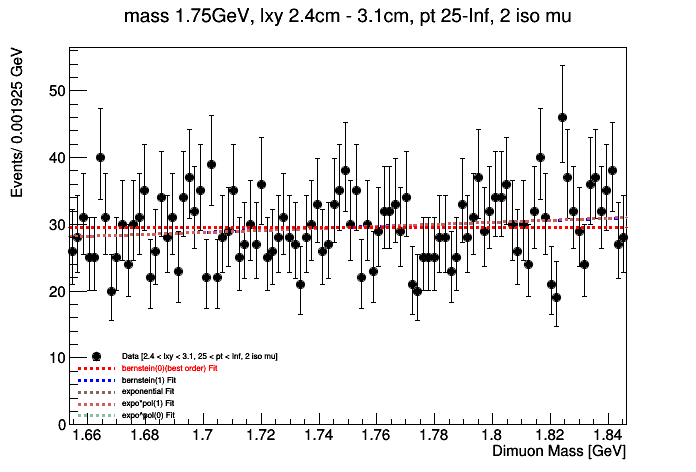 mass 1.75GeV, lxy 2.4cm - 3.1cm, pt 25-Inf, 2 iso mu
Events/ 0.001925 GeV
50
40
30
20
10
0
Data [2.4 < lxy < 3.1, 25 < pt < Inf, 2 iso mu]
bernstein(0)(best order) Fit
bernstein(1) Fit
exponential Fit
expo*pol(1) Fit
expo*pol(0) Fit
1.66 1.68 1.7 1.72 1.74 1.76 1.78 1.8 1.82 1.84
Dimuon Mass [GeV]